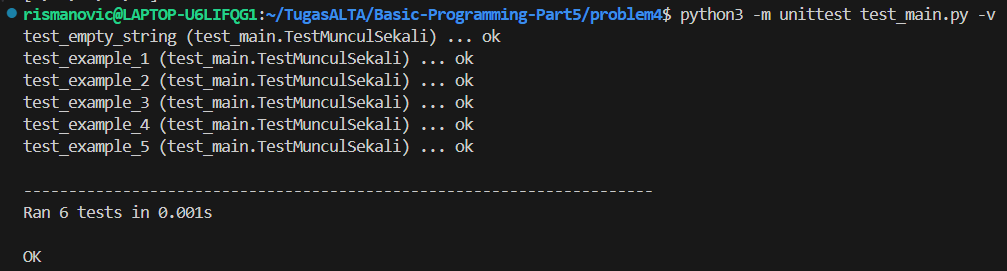 rismanovic@LAPTOP-U6LIFQG1:~/TugasALTA/Basic-Programming-Part5/problem4$ python3 -m unittest test_main.py -v
test_empty_string (test_main.TestMunculSekali) ... ok
test_example_1 (test_main.TestMunculSekali) ... ok
test_example_2 (test_main.TestMunculSekali) ... ok
test_example_3 (test_main.TestMunculSekali) ... ok
test_example_4 (test_main.TestMunculSekali) ... ok
test_example_5 (test_main.TestMunculSekali) ... ok
----------------------------------------------------------------------
Ran 6 tests in 0.001s
OK